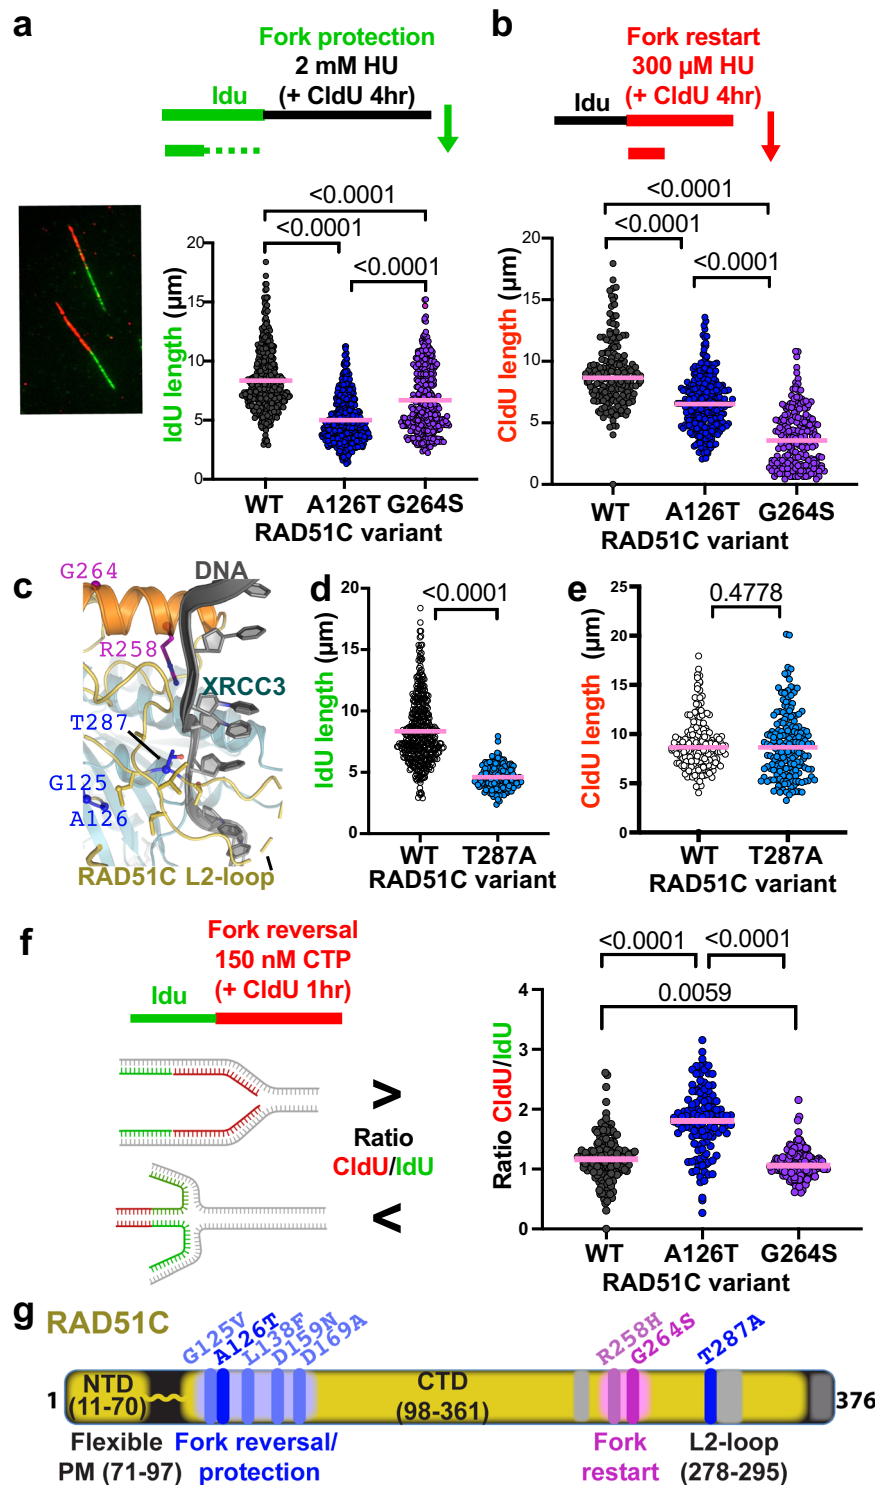 a
Fork protection
2 mM HU
(+ CldU 4hr)
Idu
<0.0001
<0.0001
<0.0001
20
15
10
5
0
IdU length (µm)
WT A126T G264S
RAD51C variant
b
Fork restart
300 µM HU
(+ CldU 4hr)
Idu
<0.0001
<0.0001
<0.0001
20
15
10
5
0
CldU length (µm)
WT A126T G264S
RAD51C variant
c
G264
DNA
R258
XRCC3
T287
G125
A126
RAD51C L2-loop
d
<0.0001
20
15
10
5
0
IdU length (µm)
WT T287A
RAD51C variant
e
0.4778
25
20
15
10
5
0
CldU length (µm)
WT T287A
RAD51C variant
f
Fork reversal
150 nM CTP
(+ CldU 1hr)
Idu
>
Ratio
CldU/IdU
<
<0.0001 <0.0001
0.0059
4
3
2
1
0
Ratio CldU/IdU
WT A126T G264S
RAD51C variant
g
RAD51C
G125V
A126T
L138F
D159N
D169A
R258H
G264S
T287A
1
NTD
(11-70)
CTD
(98-361)
376
Flexible
PM (71-97)
Fork reversal/
protection
Fork
restart
L2-loop
(278-295)